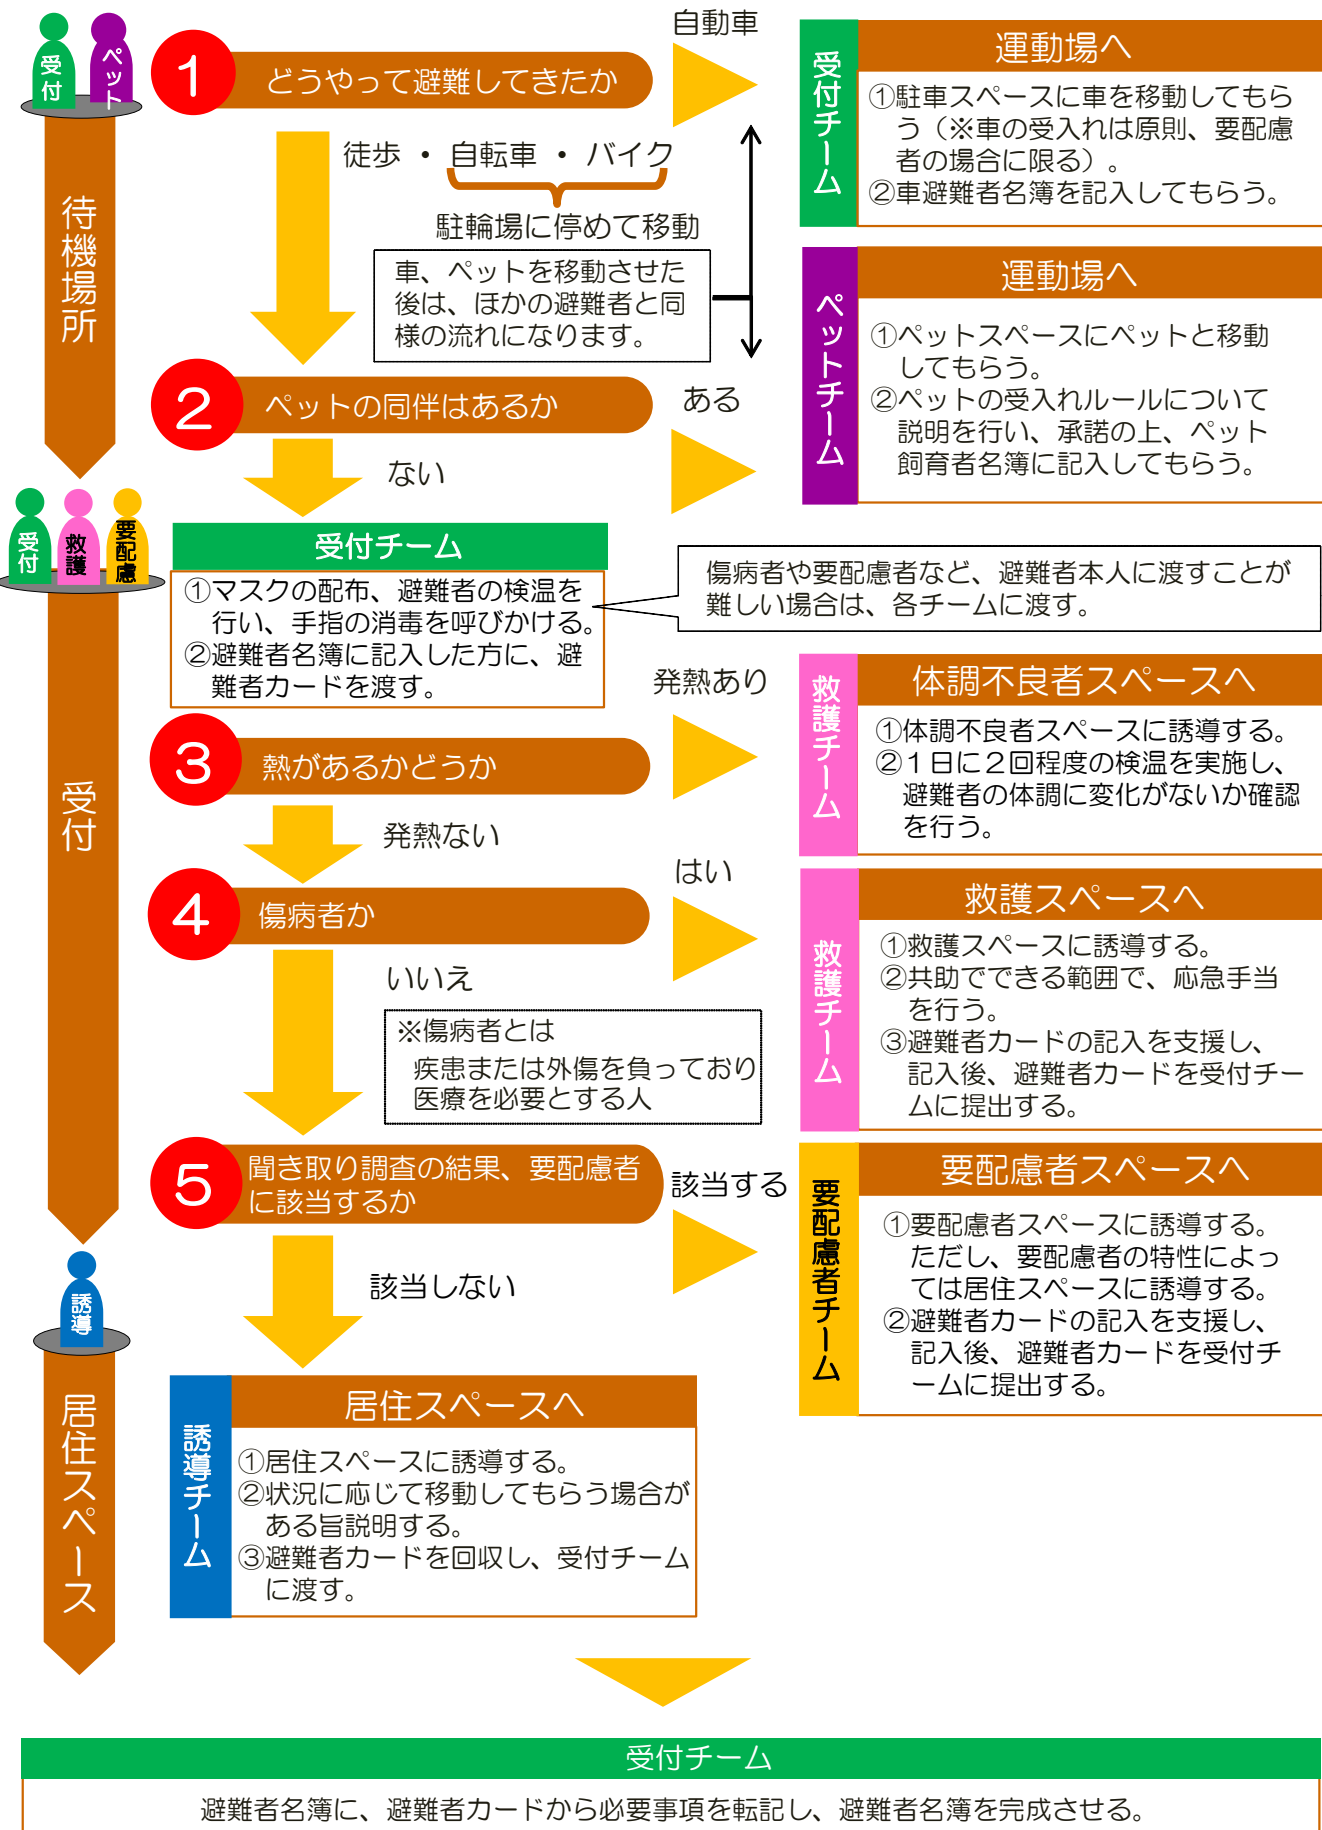 受付
ペット
1
どうやって避難してきたか
自動車
受付チーム
運動場へ
①駐車スペースに車を移動してもら
う（※車の受入れは原則、要配慮
者の場合に限る）。
②車避難者名簿を記入してもらう。
徒歩 ・ 自転車 ・ バイク
駐輪場に停めて移動
車、ペットを移動させた
後は、ほかの避難者と同
様の流れになります。
待機場所
2
ペットの同伴はあるか
ある
ない
ペットチーム
運動場へ
①ペットスペースにペットと移動
してもらう。
②ペットの受入れルールについて
説明を行い、承諾の上、ペット
飼育者名簿に記入してもらう。
受付
救護
要配慮
受付チーム
①マスクの配布、避難者の検温を
行い、手指の消毒を呼びかける。
②避難者名簿に記入した方に、避
難者カードを渡す。
傷病者や要配慮者など、避難者本人に渡すことが
難しい場合は、各チームに渡す。
受付
3
熱があるかどうか
発熱あり
発熱ない
救護チーム
体調不良者スペースへ
①体調不良者スペースに誘導する。
②１日に２回程度の検温を実施し、
避難者の体調に変化がないか確認
を行う。
4
傷病者か
はい
いいえ
※傷病者とは
疾患または外傷を負っており
医療を必要とする人
救護チーム
救護スペースへ
①救護スペースに誘導する。
②共助でできる範囲で、応急手当
を行う。
③避難者カードの記入を支援し、
記入後、避難者カードを受付チー
ムに提出する。
5
聞き取り調査の結果、要配慮者
に該当するか
該当する
該当しない
要配慮者チーム
要配慮者スペースへ
①要配慮者スペースに誘導する。
ただし、要配慮者の特性によっ
ては居住スペースに誘導する。
②避難者カードの記入を支援し、
記入後、避難者カードを受付チ
ームに提出する。
誘導
居住スペース
誘導チーム
居住スペースへ
①居住スペースに誘導する。
②状況に応じて移動してもらう場合が
ある旨説明する。
③避難者カードを回収し、受付チーム
に渡す。
受付チーム
避難者名簿に、避難者カードから必要事項を転記し、避難者名簿を完成させる。